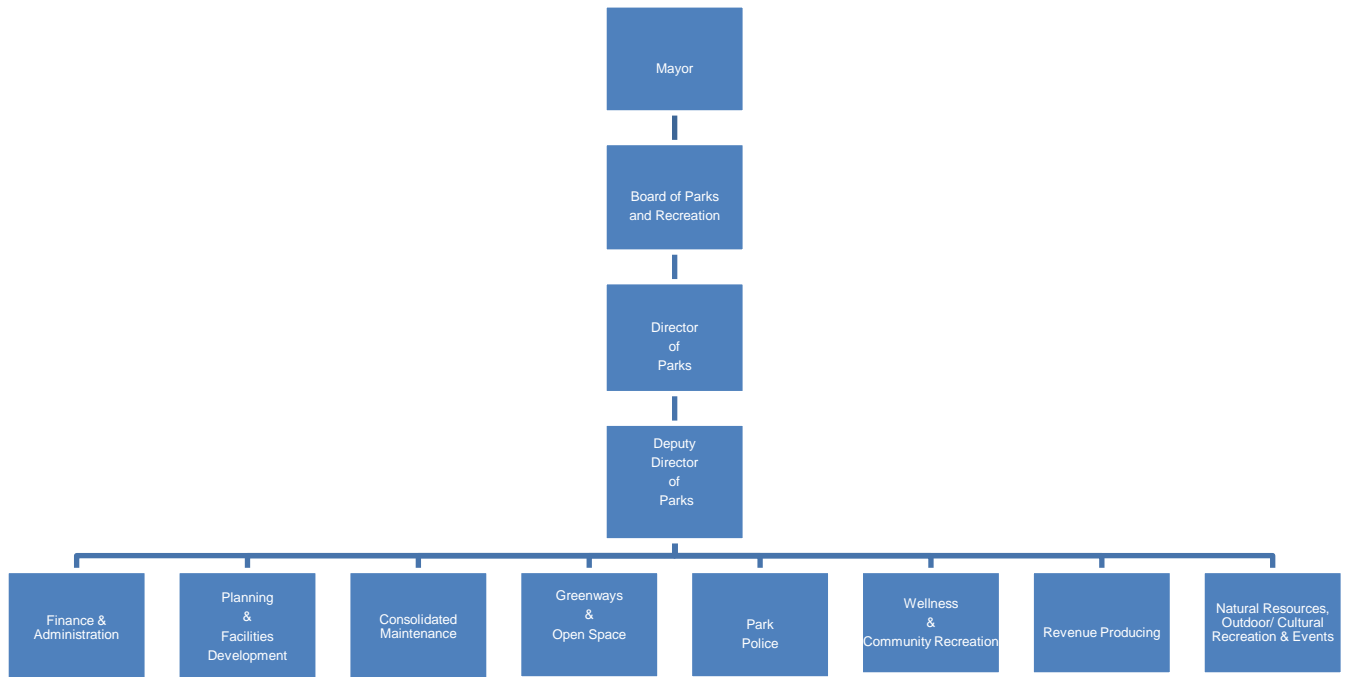 Mayor
Board of Parks
and Recreation
Director
of
Parks
Deputy
Director
of
Parks
Finance &
Administration
Planning
&
Facilities
Development
Consolidated
Maintenance
Greenways
&
Open Space
Park
Police
Wellness
&
Community Recreation
Revenue Producing
Natural Resources,
Outdoor/ Cultural
Recreation & Events